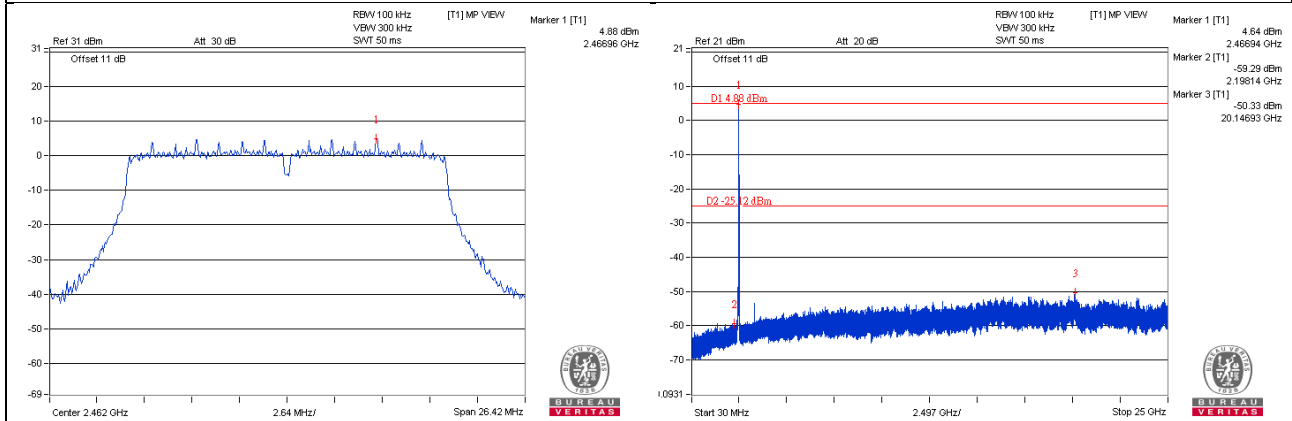 RBW 100 kHz [T1] MP VIEW
VBW 300 kHz
SWT 50 ms
Ref 31 dBm Att 30 dB
Marker 1 [T1]
4.88 dBm
2.46696 GHz
31
Offset 11 dB
20
10
1
0
-10
-20
-30
-40
-50
-60
-69
Center 2.462 GHz 2.64 MHz/ Span 26.42 MHz
BUREAU VERITAS
1828
BUREAU
VERITAS
RBW 100 kHz [T1] MP VIEW
VBW 300 kHz
SWT 50 ms
Ref 21 dBm Att 20 dB
Marker 1 [T1]
4.64 dBm
2.46694 GHz
Marker 2 [T1]
-59.29 dBm
2.19814 GHz
Marker 3 [T1]
-50.33 dBm
20.14693 GHz
21
Offset 11 dB
10
1
D1 4.88 dBm
0
-10
-20
D2 -25.12 dBm
-30
-40
3
-50
2
-60
-70
Start 30 MHz 2.497 GHz/ Stop 25 GHz
BUREAU VERITAS
1828
BUREAU
VERITAS